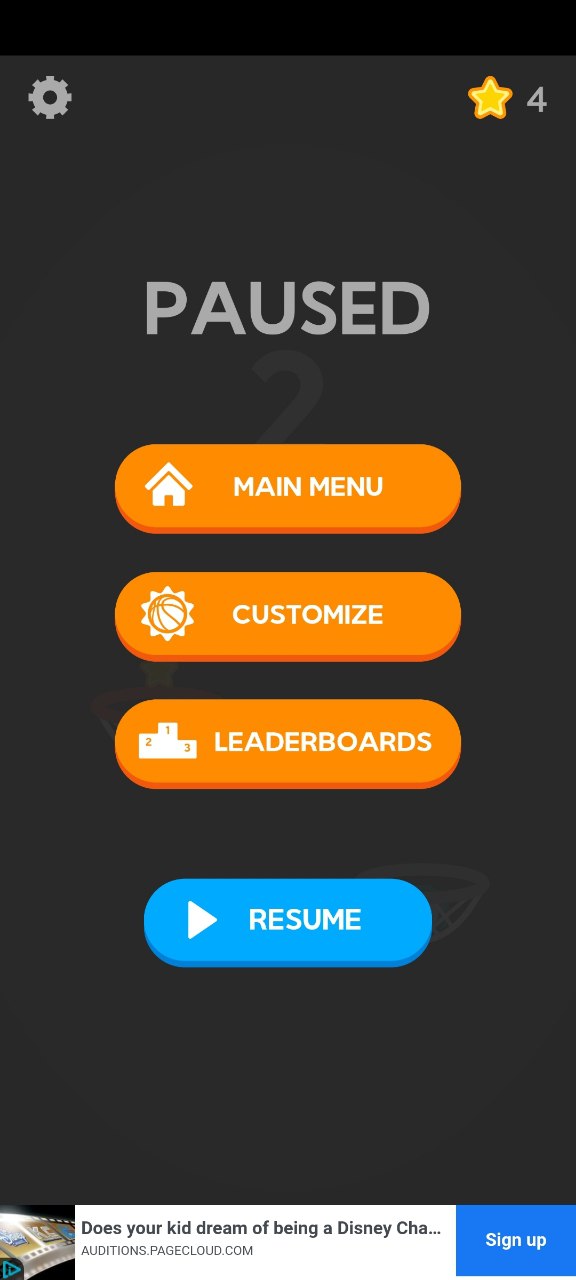 4
PAUSED
2
MAIN MENU
CUSTOMIZE
1
2
3
LEADERBOARDS
RESUME
Does your kid dream of being a Disney Cha...
AUDITIONS.PAGECLOUD.COM
Sign up